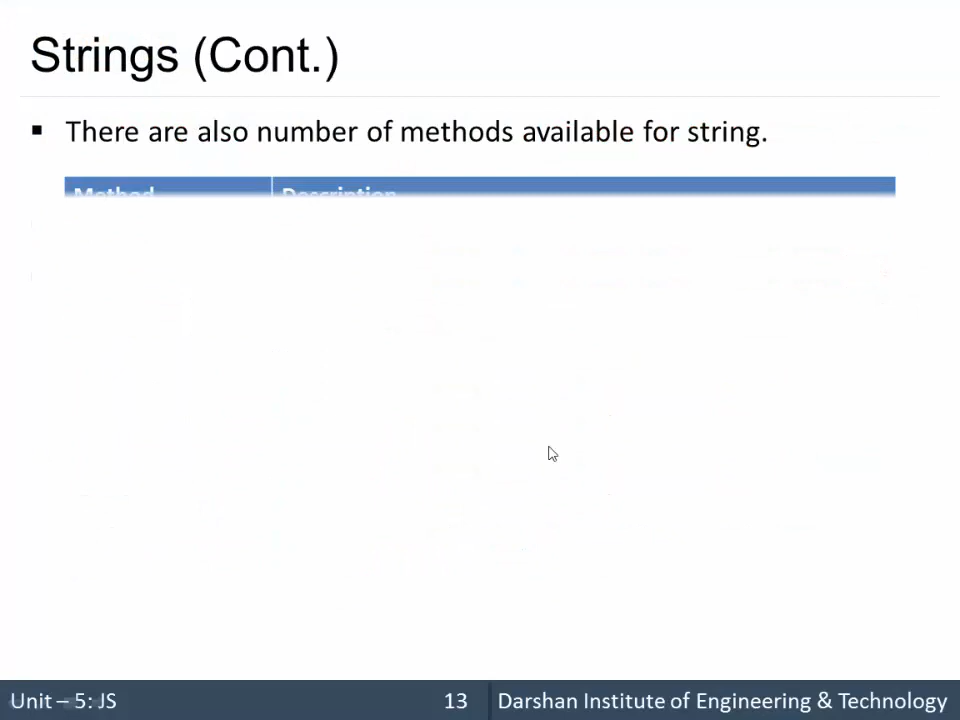 Strings (Cont.)
▪ There are also number of methods available for string.
Method Description
Unit – 5: JS 13 Darshan Institute of Engineering & Technology